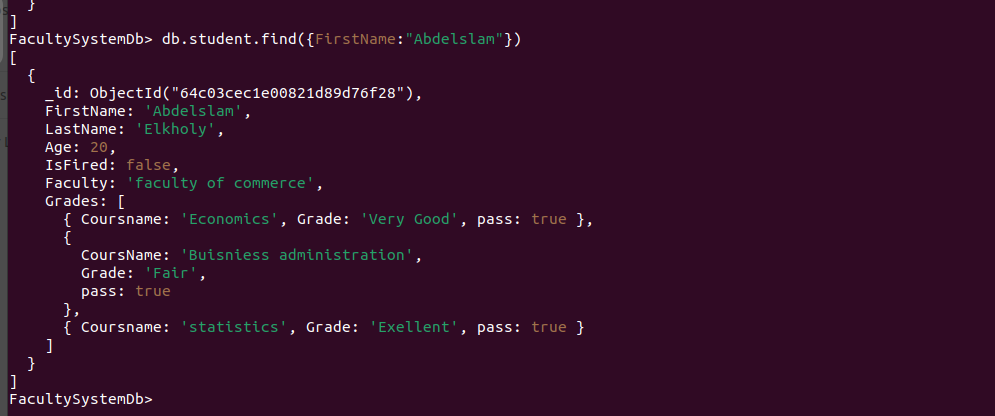 }
]
FacultySystemDb> db.student.find({FirstName:"Abdelslam"})
[
{
_id: ObjectId("64c03cec1e00821d89d76f28"),
FirstName: 'Abdelslam',
LastName: 'Elkholy',
Age: 20,
IsFired: false,
Faculty: 'faculty of commerce',
Grades: [
{ Coursname: 'Economics', Grade: 'Very Good', pass: true },
{
CoursName: 'Buisniess administration',
Grade: 'Fair',
pass: true
},
{ Coursname: 'statistics', Grade: 'Exellent', pass: true }
]
}
]
FacultySystemDb>